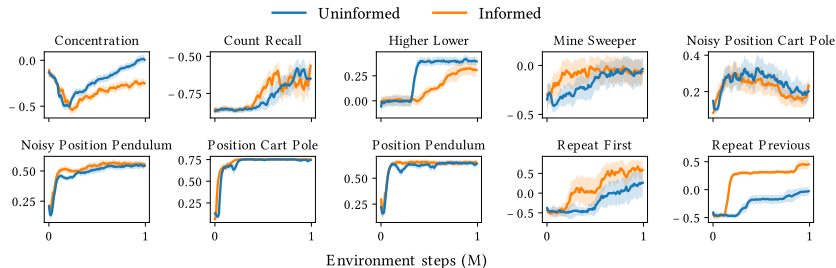 Uninformed Informed
Concentration Count Recall Higher Lower Mine Sweeper Noisy Position Cart Pole
0.0 −0.50 0.25 0.0 0.4
−0.5 −0.75 0.00 −0.5 0.2
Noisy Position Pendulum Position Cart Pole Position Pendulum Repeat First Repeat Previous
0.50 0.75 0.50 0.5 0.5
0.25 0.50 0.25 0.0 0.0
0.25 −0.5 −0.5
0 1 0 1 0 1 0 1 0 1
Environment steps (M)